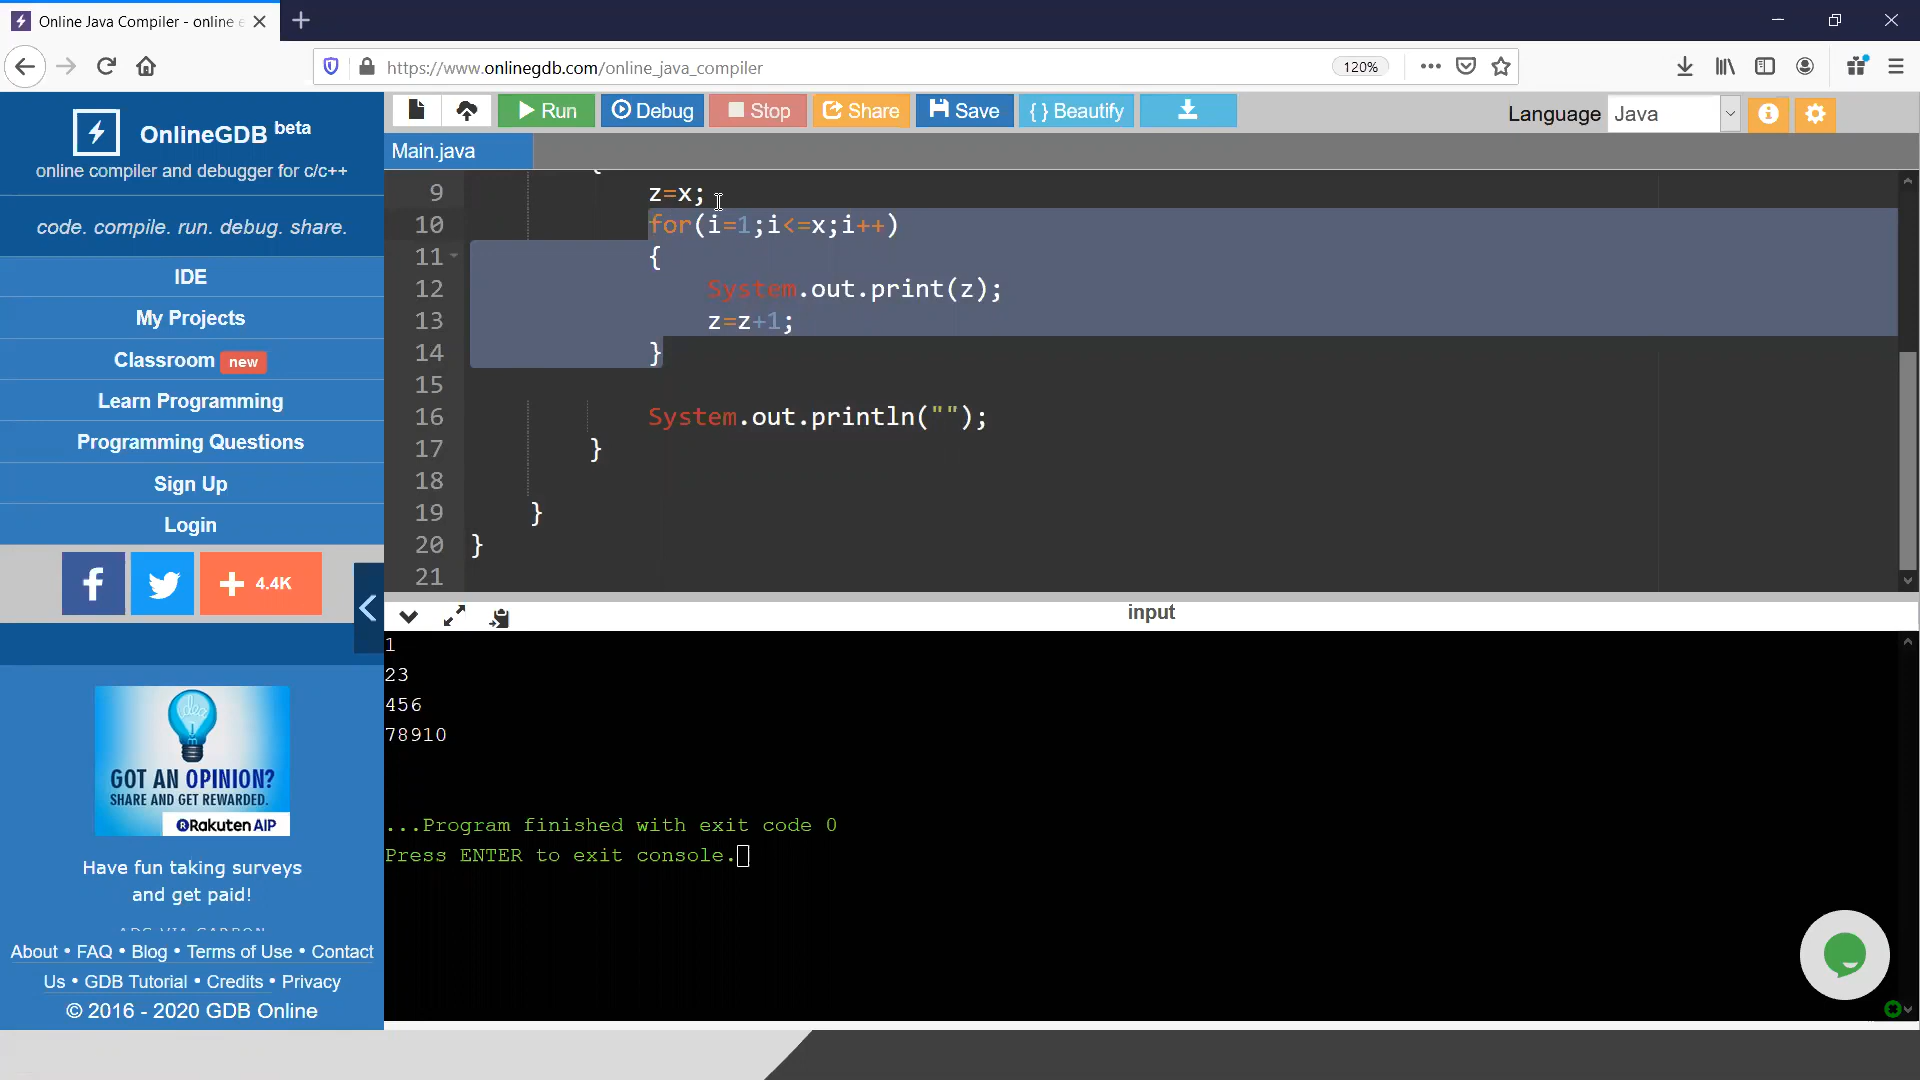 Online Java Compiler - online e
https://www.onlinegdb.com/online_java_compiler
120%
OnlineGDB beta
online compiler and debugger for c/c++
code. compile. run. debug. share.
IDE
My Projects
Classroom new
Learn Programming
Programming Questions
Sign Up
Login
4.4K
GOT AN OPINION?
SHARE AND GET REWARDED.
Rakuten AIP
Have fun taking surveys
and get paid!
About • FAQ • Blog • Terms of Use • Contact
Us • GDB Tutorial • Credits • Privacy
© 2016 - 2020 GDB Online
Run Debug Stop Share Save { } Beautify
Language Java
Main.java
{
9 z=x;
10 for(i=1;i<=x;i++)
11 {
12 System.out.print(z);
13 z=z+1;
14 }
15
16 System.out.println("");
17 }
18
19 }
20 }
21
input
1
23
456
78910
...Program finished with exit code 0
Press ENTER to exit console.